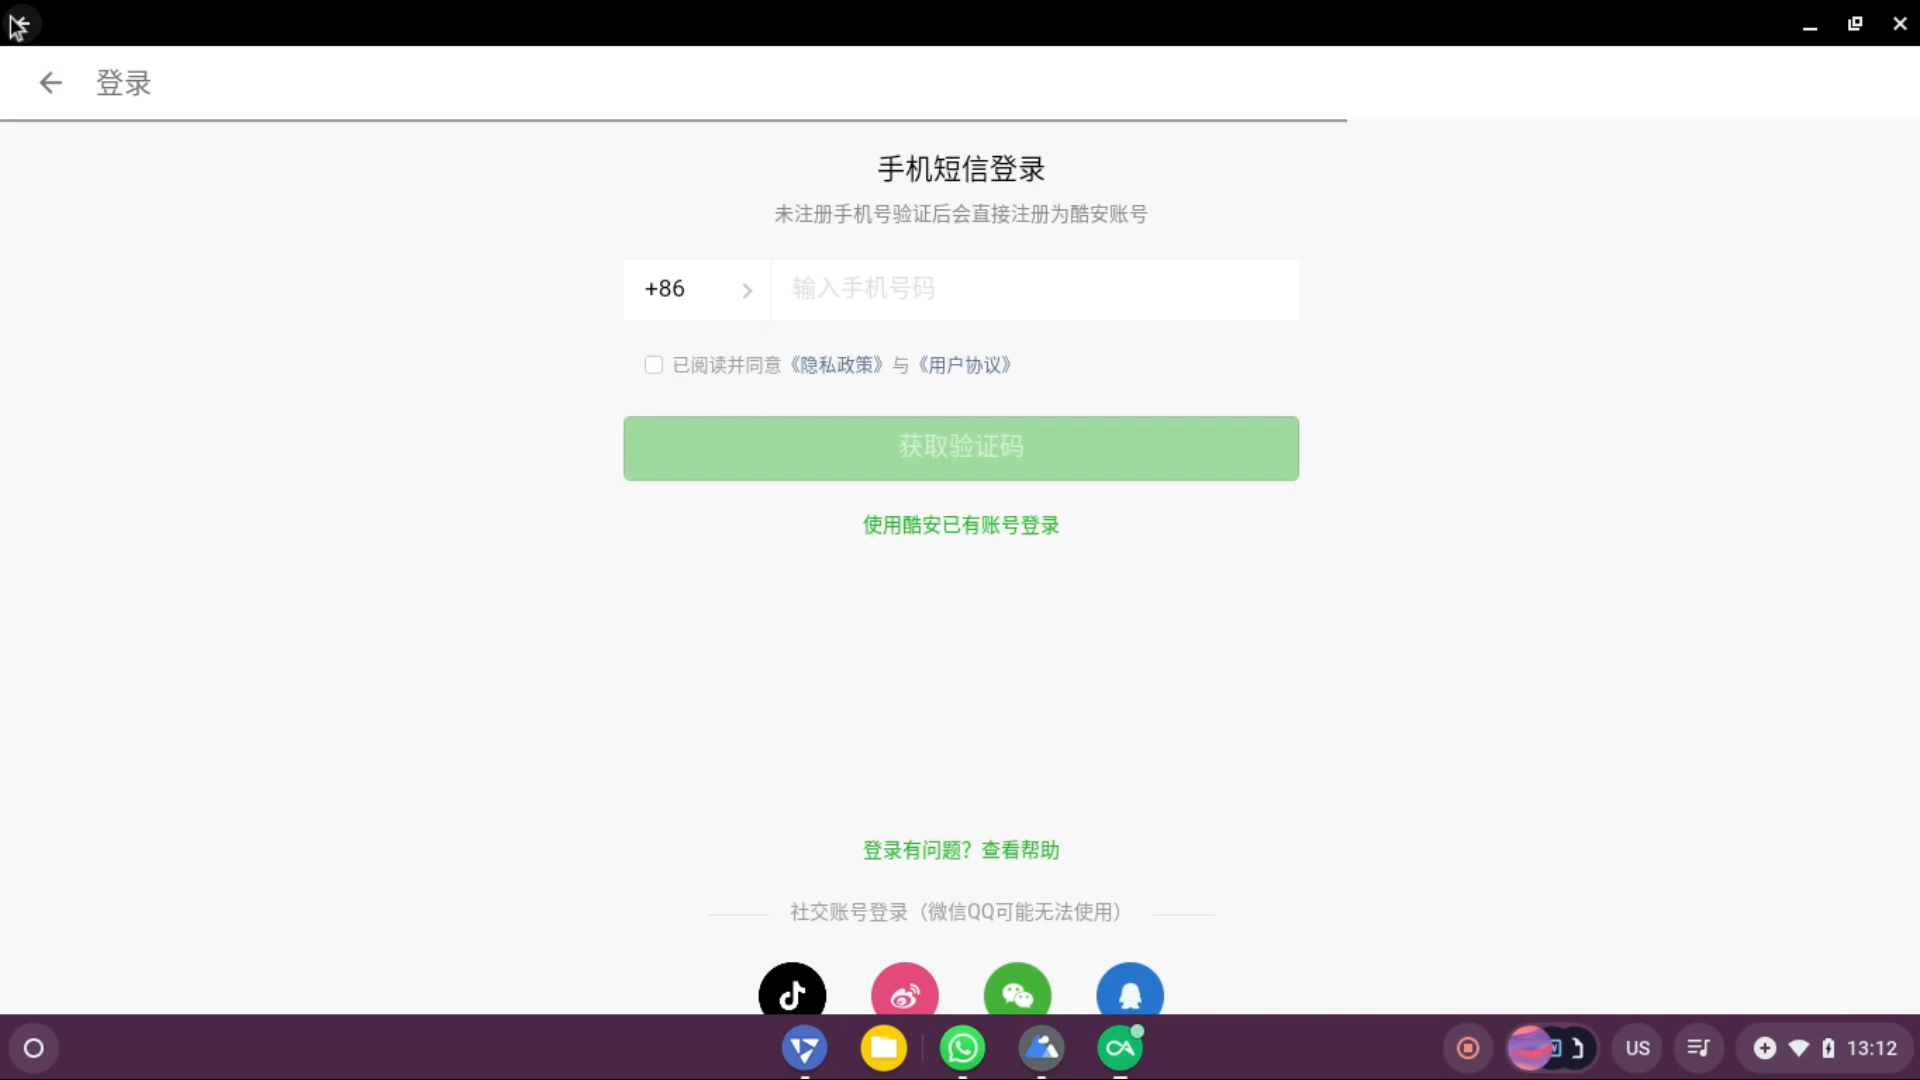 登录
手机短信登录
未注册手机号验证后会直接注册为酷安账号
+86
输入手机号码
已阅读并同意《隐私政策》与《用户协议》
获取验证码
使用酷安已有账号登录
登录有问题？查看帮助
社交账号登录（微信QQ可能无法使用）
US
13:12